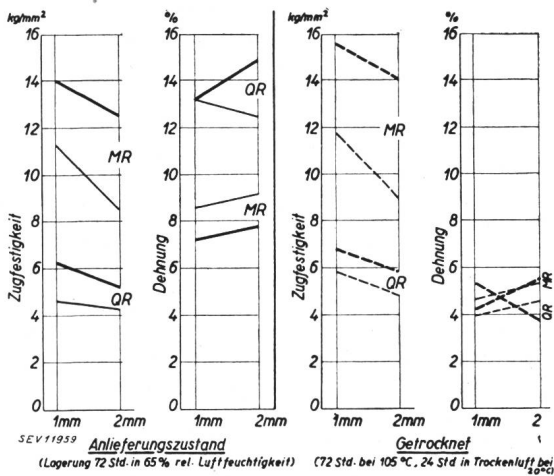 kg/mm² % kg/mm² %
16 16 16 16
14 14 14 14
12 12 12 12
10 10 10 10
8 8 8 8
6 6 6 6
4 4 4 4
2 2 2 2
0 0 0 0
Zugfestigkeit
MR
QR
Dehnung
QR
MR
Zugfestigkeit
MR
QR
Dehnung
MR
QR
1mm 2mm 1mm 2mm 1mm 2mm 1mm 2
SEV11959
Anlieferungszustand
(Lagerung 72 Std. in 65% rel. Luftfeuchtigkeit)
Getrocknet
(72 Std. bei 105 °C, 24 Std in Trockenluft bei
20°C)